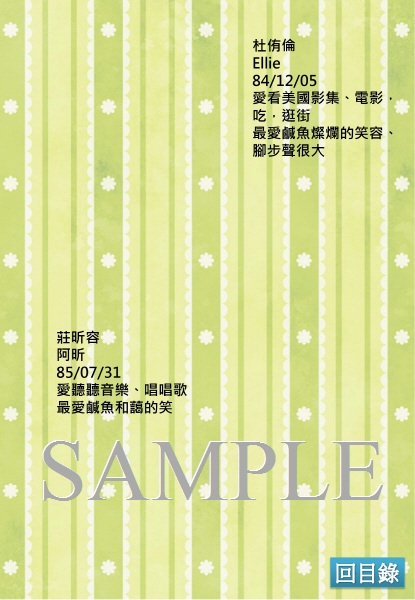 杜侑倫
Ellie
84/12/05
愛看美國影集、電影，
吃，逛街
最愛鹹魚燦爛的笑容、
腳步聲很大
莊昕容
阿昕
85/07/31
愛聽聽音樂、唱唱歌
最愛鹹魚和藹的笑
SAMPLE
回目錄